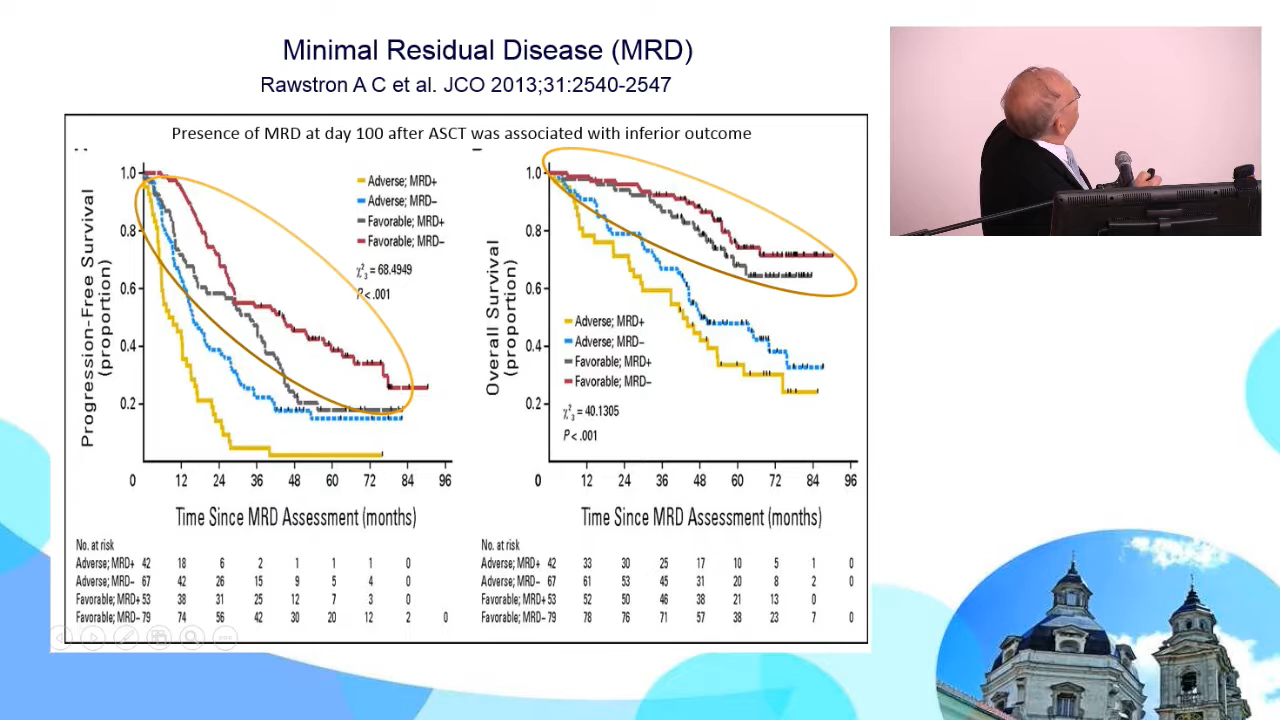 Minimal Residual Disease (MRD)
Rawstron A C et al. JCO 2013;31:2540-2547
Presence of MRD at day 100 after ASCT was associated with inferior outcome
Progression-Free Survival
(proportion)
1.0
0.8
0.6
0.4
0.2
Adverse; MRD+
Adverse; MRD–
Favorable; MRD+
Favorable; MRD–
χ²₃ = 68.4949
P < .001
0 12 24 36 48 60 72 84 96
Time Since MRD Assessment (months)
No. at risk
Adverse; MRD+ 42 18 6 2 1 1 1 0
Adverse; MRD– 67 42 26 15 9 5 4 0
Favorable; MRD+ 53 38 31 25 12 7 3 0
Favorable; MRD– 79 74 56 42 30 20 12 2 0
Overall Survival
(proportion)
1.0
0.8
0.6
0.4
0.2
Adverse; MRD+
Adverse; MRD–
Favorable; MRD+
Favorable; MRD–
χ²₃ = 40.1305
P < .001
0 12 24 36 48 60 72 84 96
Time Since MRD Assessment (months)
No. at risk
Adverse; MRD+ 42 33 30 25 17 10 5 1 0
Adverse; MRD– 67 61 53 45 31 20 8 2 0
Favorable; MRD+ 53 52 50 46 38 21 13 0
Favorable; MRD– 79 78 76 71 57 38 23 7 0